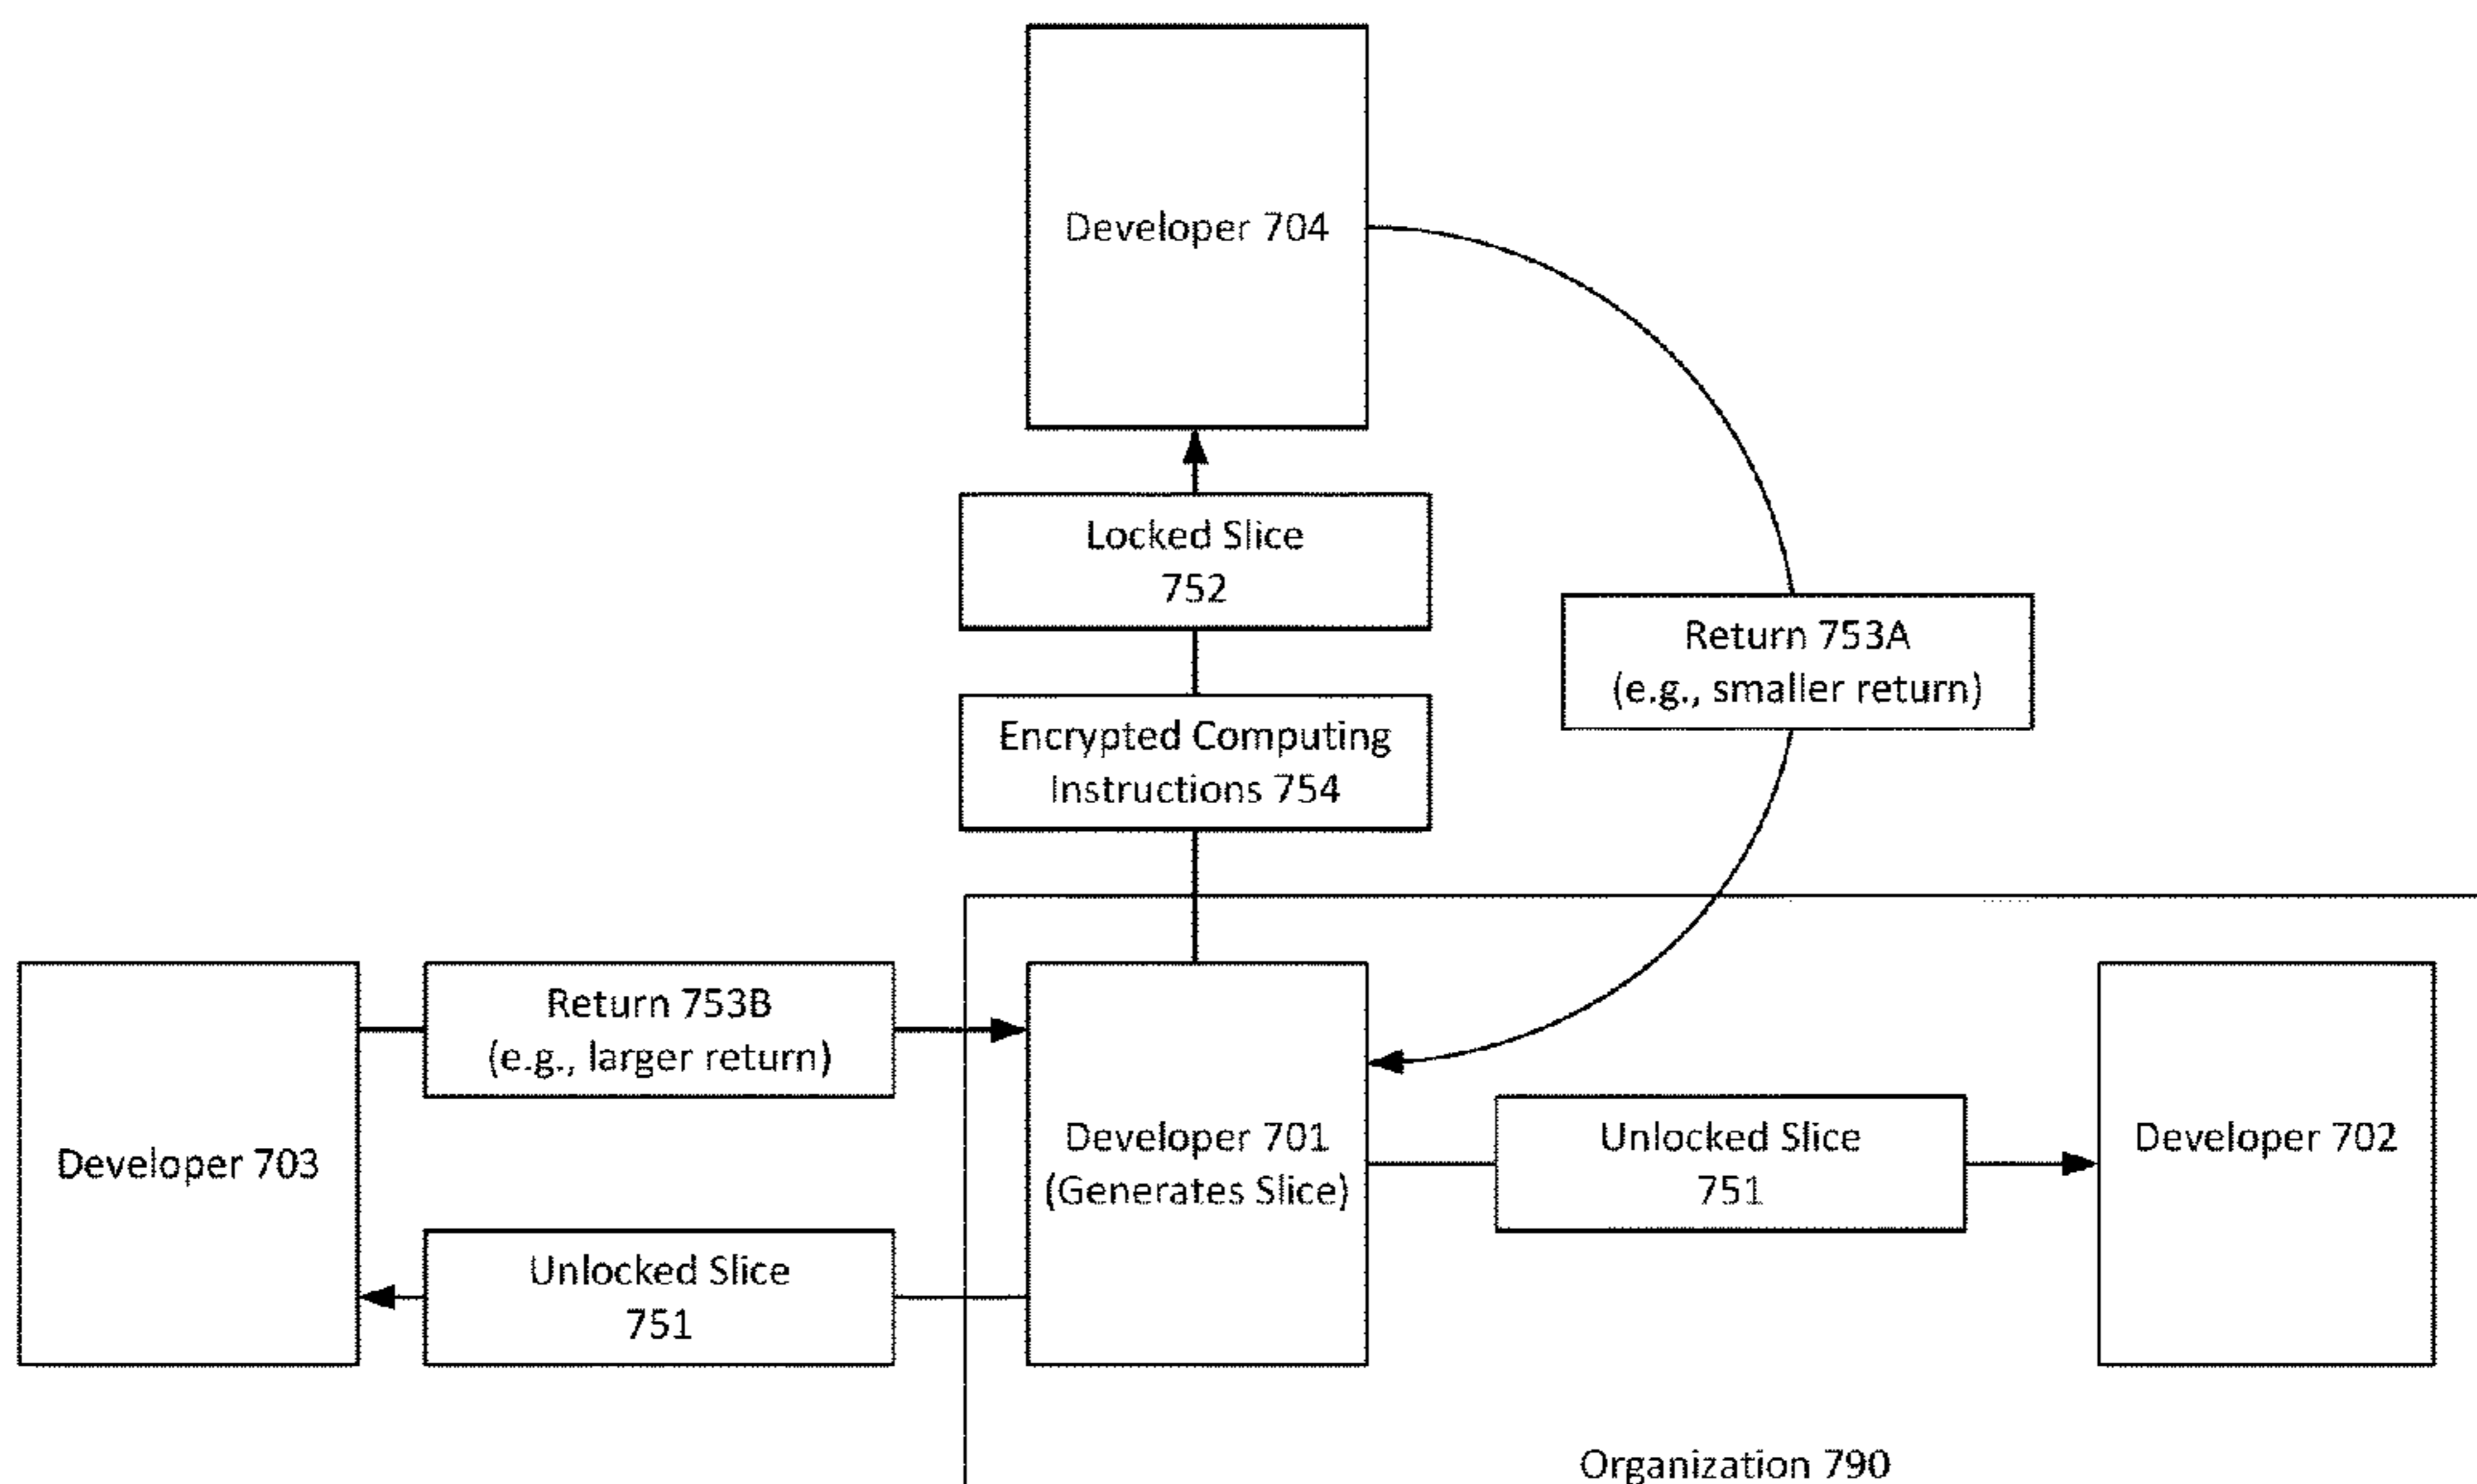 Developer 704
Locked Slice
752
Return 753A
(e.g., smaller return)
Encrypted Computing
Instructions 754
Return 753B
(e.g., larger return)
Developer 703
Developer 701
(Generates Slice)
Unlocked Slice
751
Developer 702
Unlocked Slice
751
Organization 790